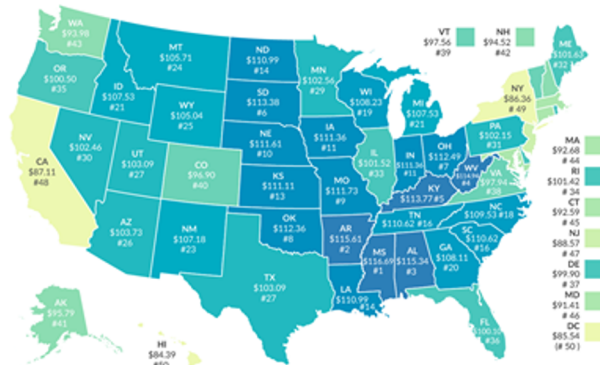 WA
$93.98
#43
OR
$100.50
#35
CA
$87.11
#48
NV
$102.46
#30
ID
$107.53
#21
MT
$105.71
#24
WY
$105.04
#25
UT
$103.09
#27
CO
$96.90
#40
AZ
$103.73
#26
NM
$107.18
#23
ND
$110.99
#14
SD
$113.38
#6
NE
$111.61
#10
KS
$111.11
#13
OK
$112.36
#8
TX
$103.09
#27
MN
$102.56
#29
IA
$111.36
#11
MO
$111.73
#9
AR
$115.61
#2
LA
$110.99
#14
WI
$108.23
#19
IL
$101.52
#33
MI
$107.53
#21
IN
$111.36
#11
OH
$112.49
#7
KY
$113.77 #5
TN
$110.62 #16
MS
$116.69
#1
AL
$115.34
#3
GA
$108.11
#20
FL
#36
SC
$110.62
#16
NC
$109.53 #18
VA
$97.94
#38
WV
#4
PA
$102.15
#31
NY
$86.36
# 49
VT
$97.56
#39
NH
$94.52
#42
ME
$101.63
#32
MA
$92.68
# 44
RI
$101.42
# 34
CT
$92.59
# 45
NJ
$88.57
# 47
DE
$99.90
# 37
MD
$91.41
# 46
DC
$85.54
(# 50 )
AK
$95.79
#41
HI
$84.39